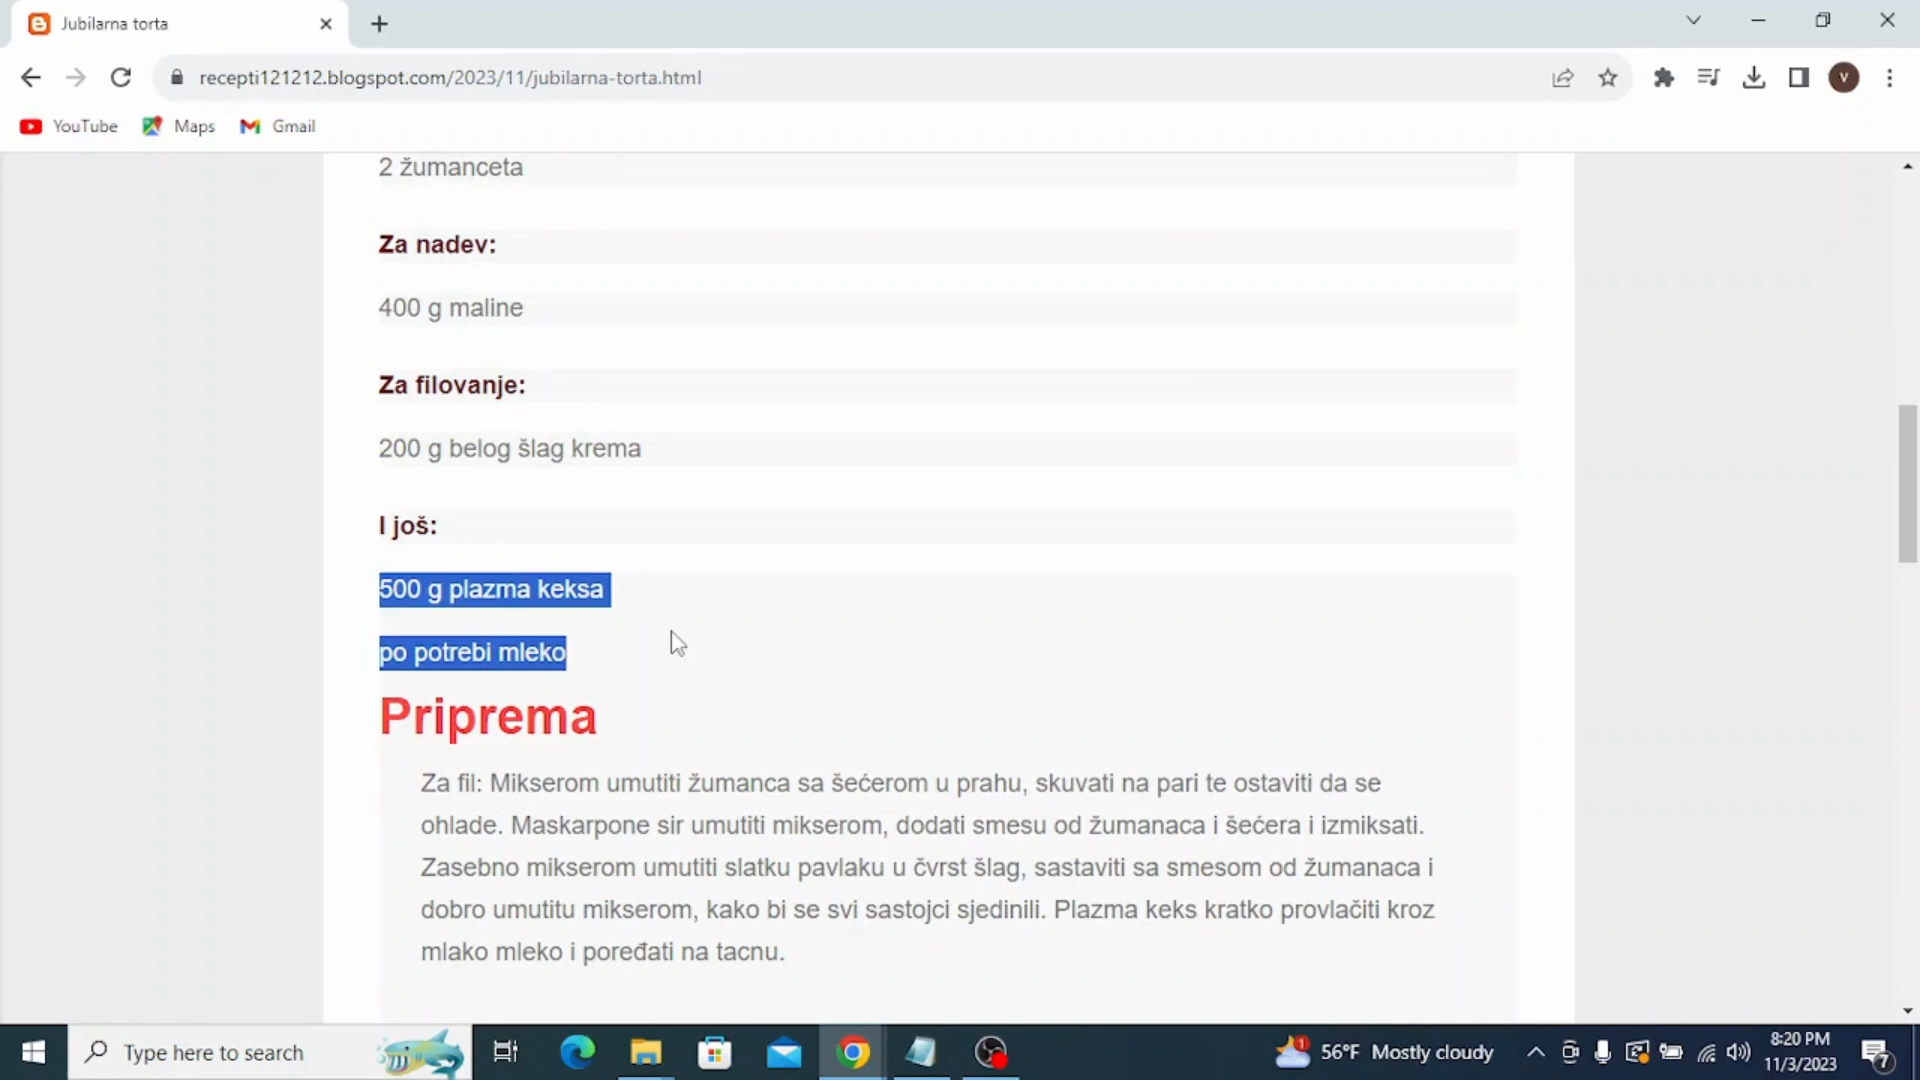 Jubilarna torta
recepti121212.blogspot.com/2023/11/jubilarna-torta.html
V
YouTube Maps Gmail
2 žumanceta
Za nadev:
400 g maline
Za filovanje:
200 g belog šlag krema
I još:
500 g plazma keksa
po potrebi mleko
Priprema
Za fil: Mikserom umutiti žumanca sa šećerom u prahu, skuvati na pari te ostaviti da se
ohlade. Maskarpone sir umutiti mikserom, dodati smesu od žumanaca i šećera i izmiksati.
Zasebno mikserom umutiti slatku pavlaku u čvrst šlag, sastaviti sa smesom od žumanaca i
dobro umutitu mikserom, kako bi se svi sastojci sjedinili. Plazma keks kratko provlačiti kroz
mlako mleko i poređati na tacnu.
Type here to search
1
56°F Mostly cloudy
8:20 PM
11/3/2023
7